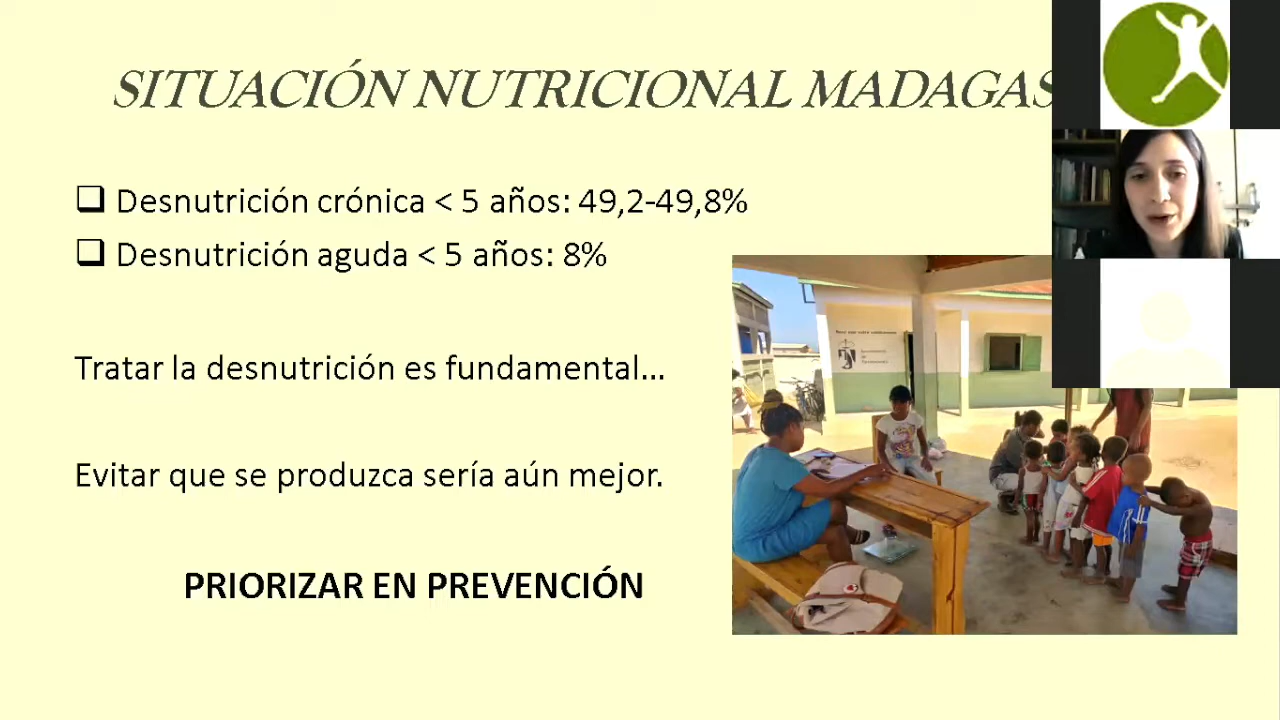 SITUACIÓN NUTRICIONAL MADAGAS
❑ Desnutrición crónica < 5 años: 49,2-49,8%
❑ Desnutrición aguda < 5 años: 8%
Tratar la desnutrición es fundamental...
Evitar que se produzca sería aún mejor.
PRIORIZAR EN PREVENCIÓN